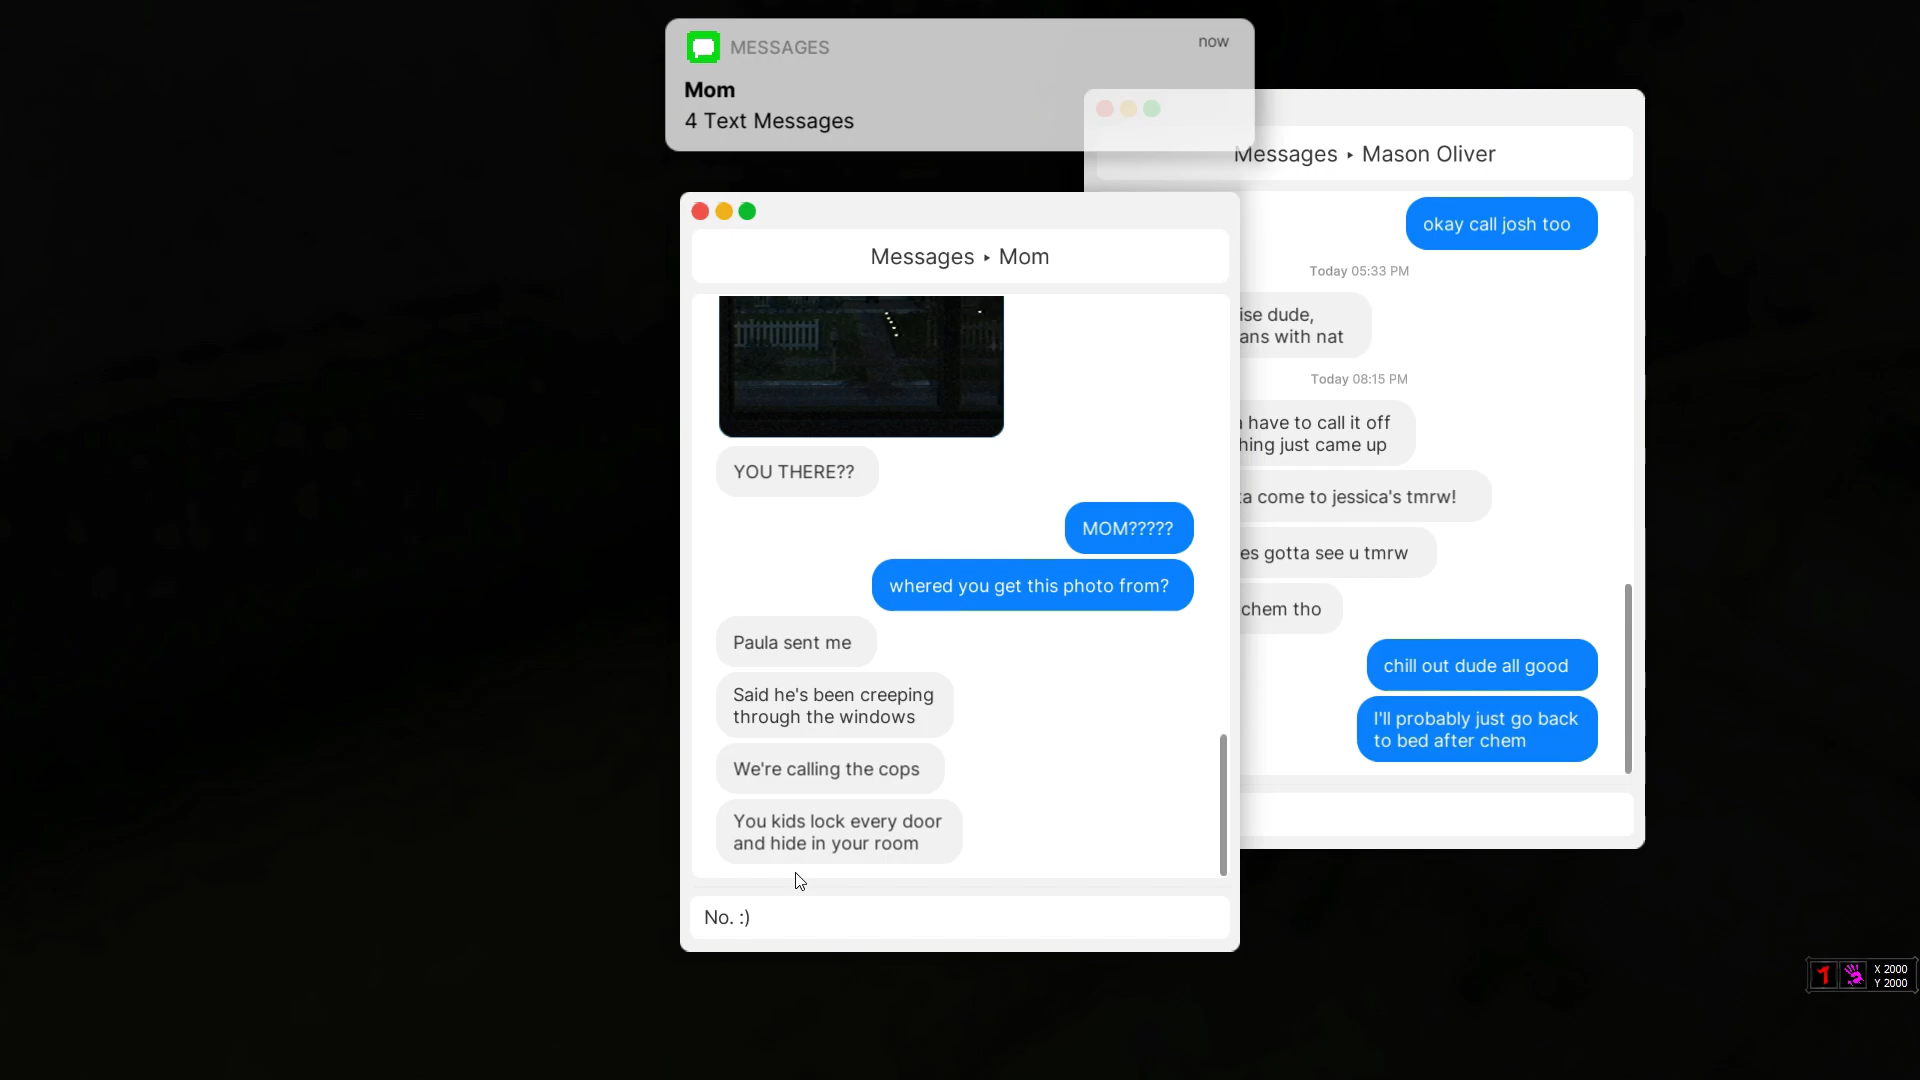 MESSAGES
now
Mom
4 Text Messages
Messages ‣ Mason Oliver
okay call josh too
Today 05:33 PM
ise dude,
ans with nat
Today 08:15 PM
have to call it off
hing just came up
ta come to jessica's tmrw!
es gotta see u tmrw
chem tho
chill out dude all good
I'll probably just go back
to bed after chem
Messages ‣ Mom
YOU THERE??
MOM?????
whered you get this photo from?
Paula sent me
Said he's been creeping
through the windows
We're calling the cops
You kids lock every door
and hide in your room
No. :)
1
X 2000
Y 2000